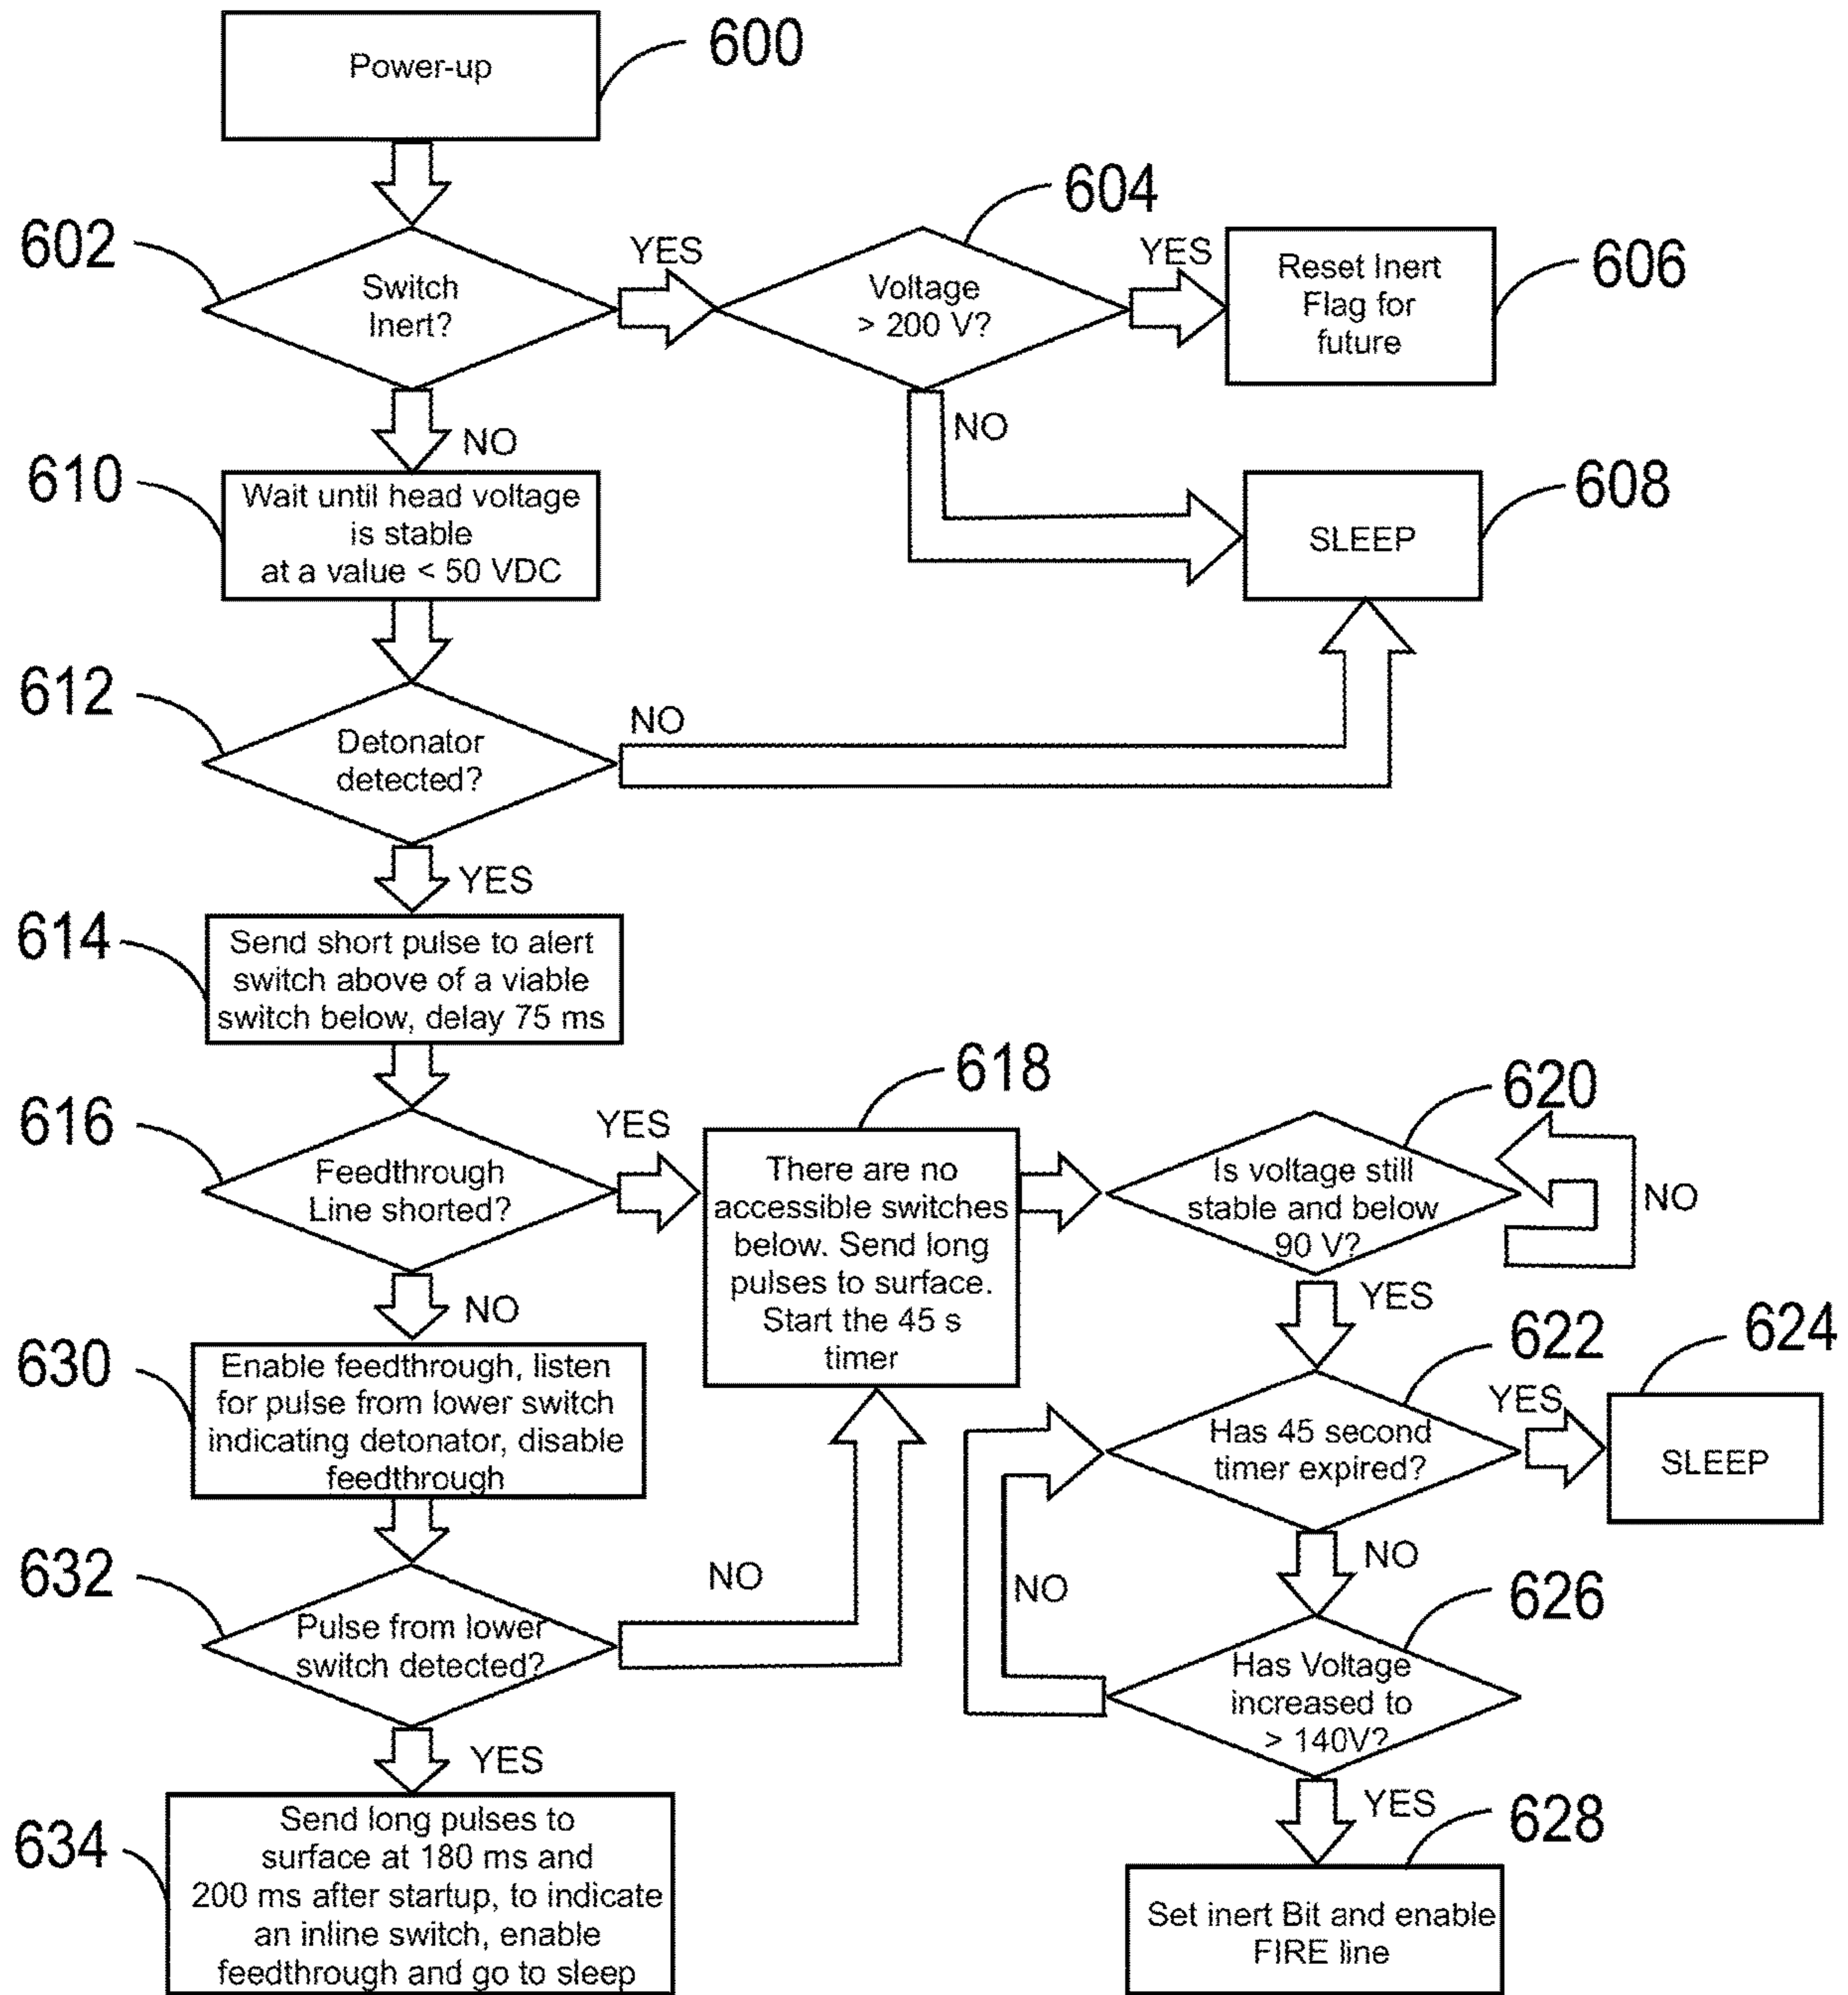 Power-up
600
602
Switch
Inert?
YES
604
Voltage
> 200 V?
YES
Reset Inert
Flag for
future
606
NO
NO
610
Wait until head voltage
is stable
at a value < 50 VDC
SLEEP
608
612
Detonator
detected?
NO
YES
614
Send short pulse to alert
switch above of a viable
switch below, delay 75 ms
616
Feedthrough
Line shorted?
YES
618
There are no
accessible switches
below. Send long
pulses to surface.
Start the 45 s
timer
620
Is voltage still
stable and below
90 V?
NO
YES
NO
630
Enable feedthrough, listen
for pulse from lower switch
indicating detonator, disable
feedthrough
622
Has 45 second
timer expired?
YES
624
SLEEP
NO
632
Pulse from lower
switch detected?
NO
NO
626
Has Voltage
increased to
> 140V?
YES
YES
634
Send long pulses to
surface at 180 ms and
200 ms after startup, to indicate
an inline switch, enable
feedthrough and go to sleep
628
Set inert Bit and enable
FIRE line